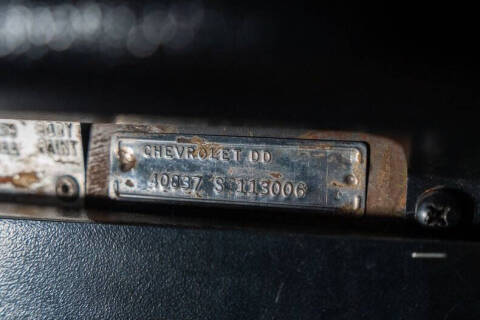 BODY
PAINT
CHEVROLET DD
40837 S 113006